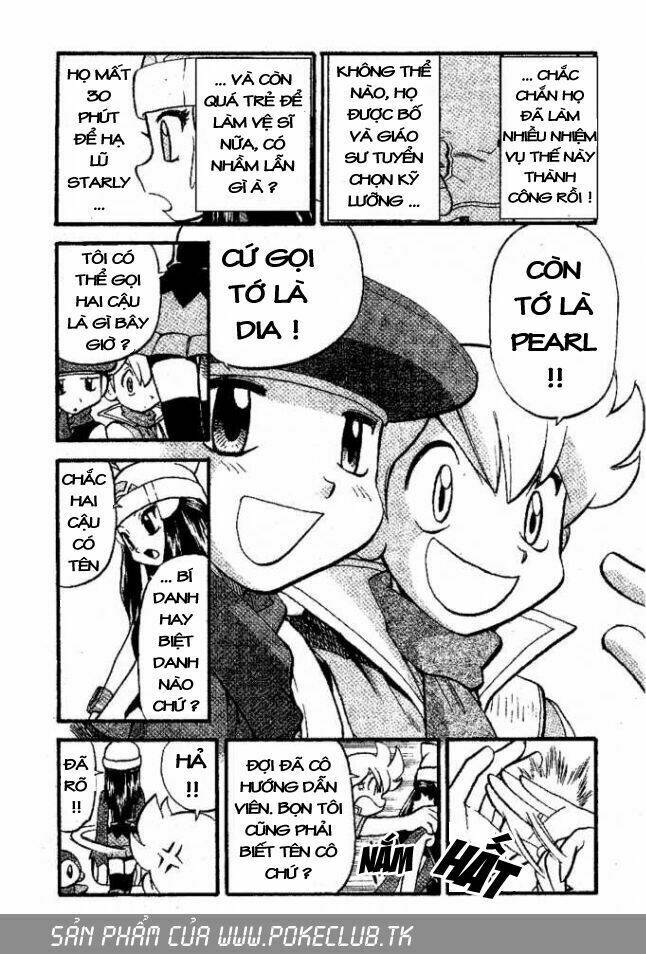 HỌ MẤT
30
PHÚT
ĐỂ HẠ
LŨ
STARLY
...
... VÀ CÒN
QUÁ TRẺ ĐỂ
LÀM VỆ SĨ
NỮA, CÓ
NHẦM LẪN
GÌ À ?
KHÔNG THỂ
NÀO, HỌ
ĐƯỢC BỐ
VÀ GIÁO
SƯ TUYỂN
CHỌN KỸ
LƯỠNG ...
... CHẮC
CHẮN HỌ
ĐÃ LÀM
NHIỀU NHIỆM
VỤ THẾ NÀY
THÀNH
CÔNG RỒI !
TÔI CÓ
THỂ GỌI
HAI CẬU
LÀ GÌ BÂY
GIỜ ?
CHẮC
HAI
CẬU
CÓ TÊN
... BÍ
DANH
HAY
BIỆT
DANH
NÀO
CHỨ ?
CỨ GỌI
TỚ LÀ
DIA !
CÒN
TỚ LÀ
PEARL
!!
ĐÃ
RÕ
!!
HẢ
!!
ĐỢI ĐÃ CÔ
HƯỚNG DẪN
VIÊN. BỌN TÔI
CŨNG PHẢI
BIẾT TÊN CÔ
CHỨ ?
NẮM
HẤT
SẢN PHẨM CỦA WWW.POKECLUB.TK